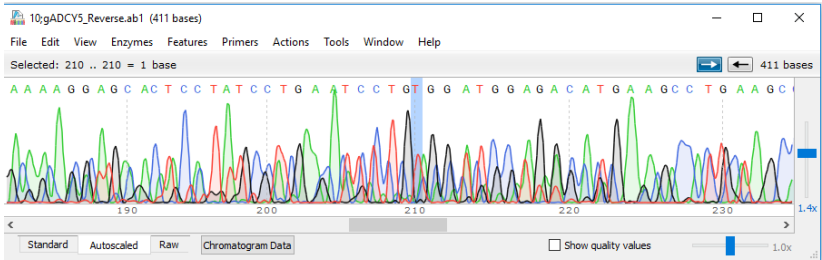 10;gADCY5_Reverse.ab1 (411 bases)
File Edit View Enzymes Features Primers Actions Tools Window Help
Selected: 210 .. 210 = 1 base 411 bases
A A A A G G A G C A C T C C T A T C C T G A A T C C T G T G G A T G G A G A C A T G A A G C C T G A A G C
190 200 210 220 230
1.4x
Standard Autoscaled Raw Chromatogram Data Show quality values 1.0x